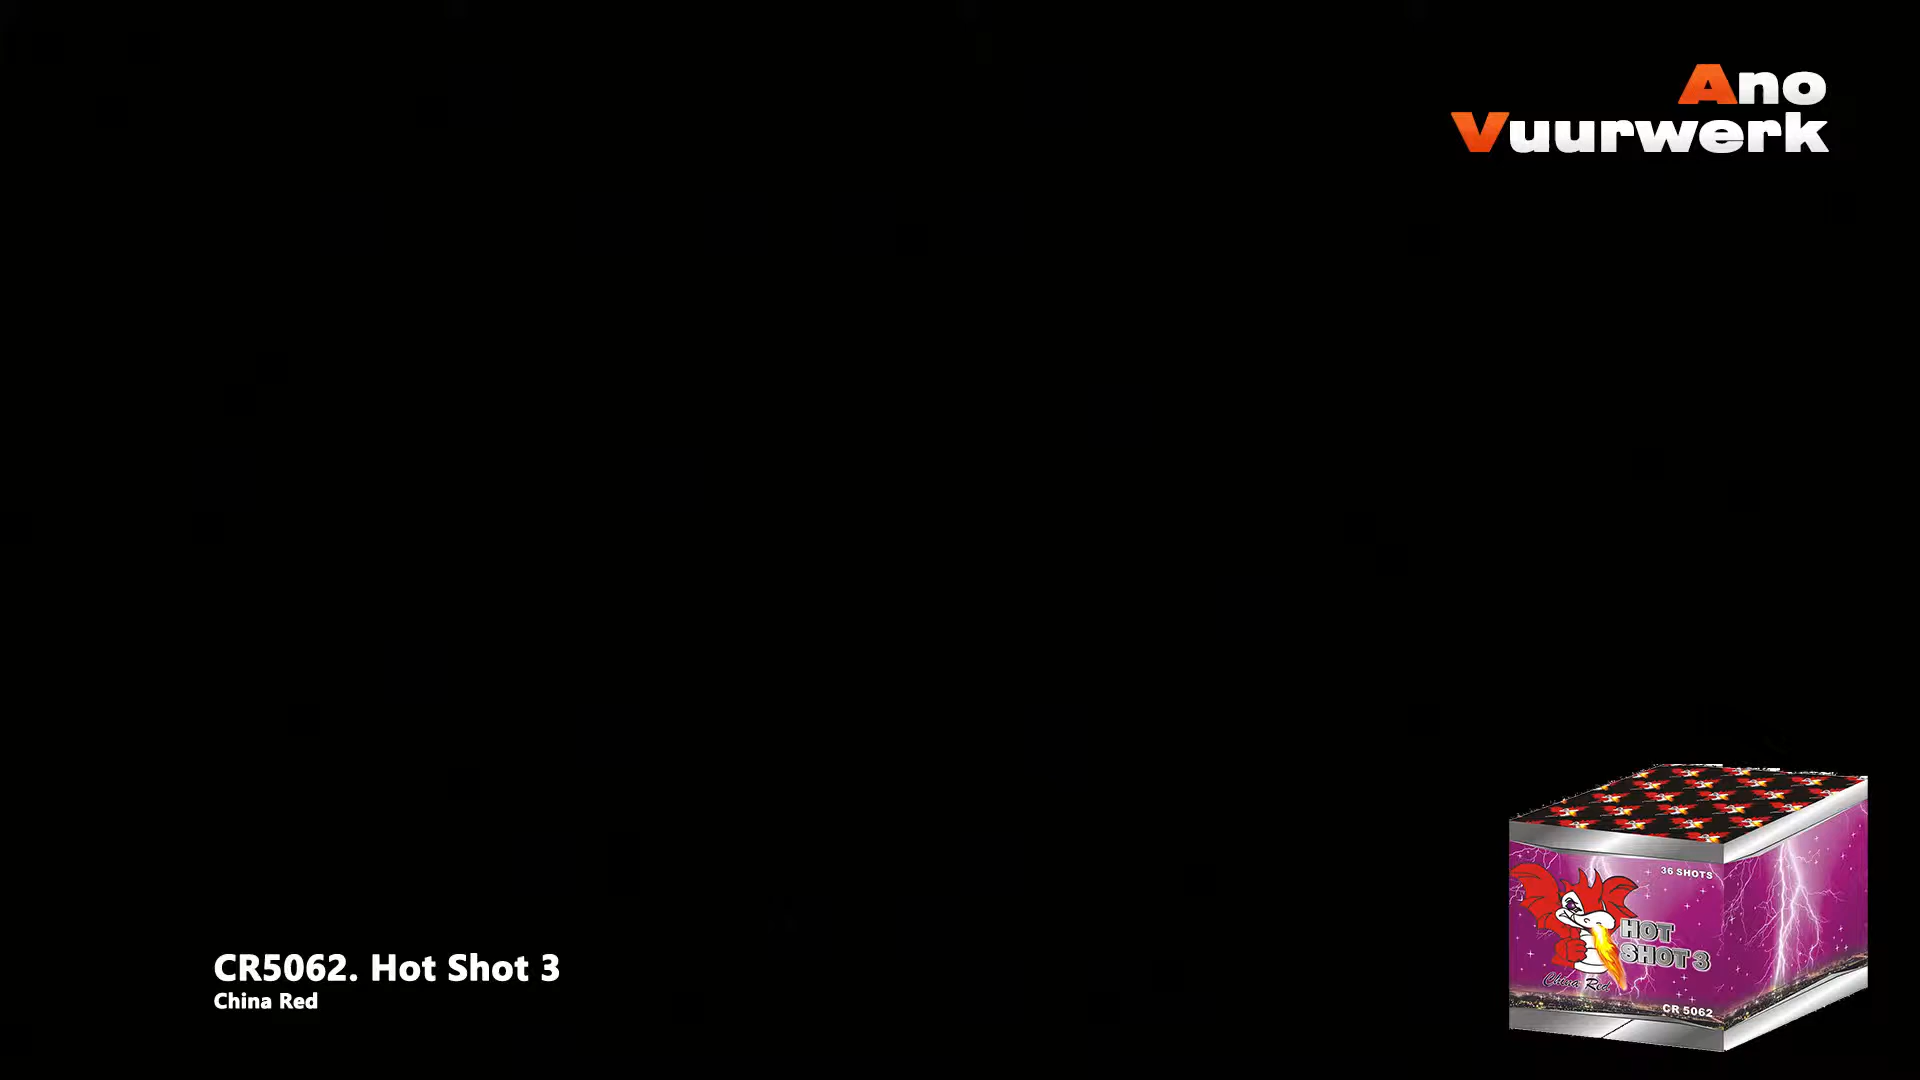 Ano
Vuurwerk
36 SHOTS
HOT
SHOT 3
China Red
CR 5062
CR5062. Hot Shot 3
China Red